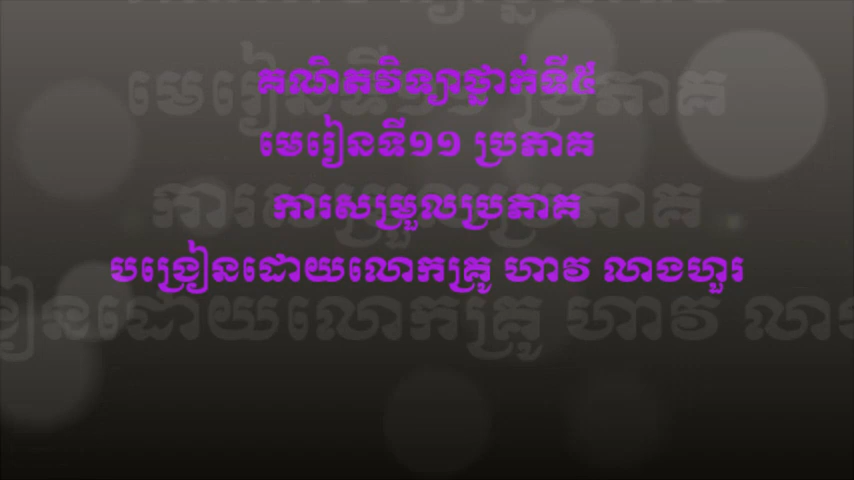 គណិតវិទ្យាថ្នាក់ទី៥
មេរៀនទី១១ ប្រភាគ
ការសម្រួលប្រភាគ
បង្រៀនដោយលោកគ្រូ ហាវ លាងហួរ